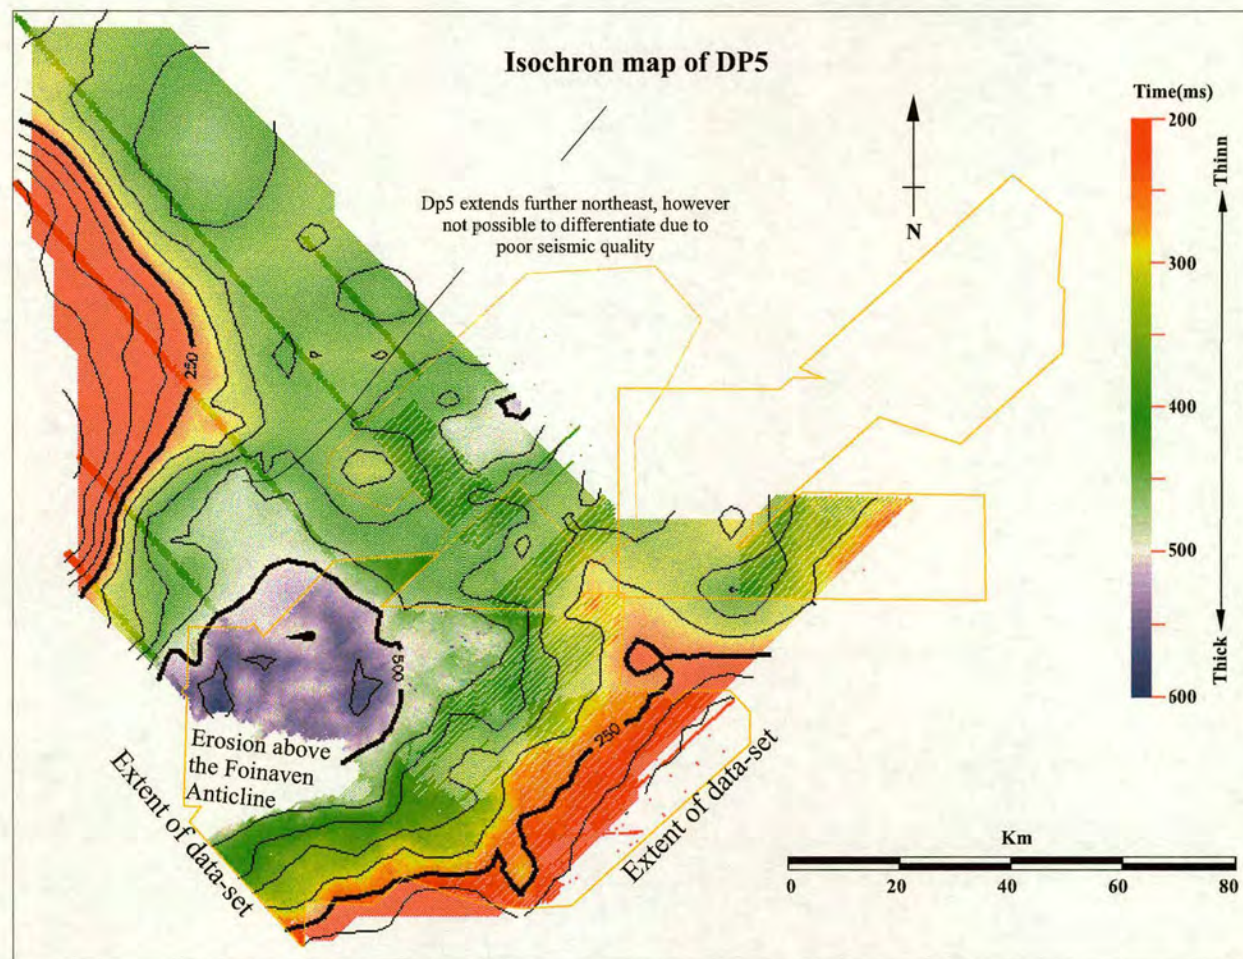 Isochron map of DP5
Time(ms)
200
300
400
500
600
Thinn
Thick
Dp5 extends further northeast, however
not possible to differentiate due to
poor seismic quality
N
250
500
250
Erosion above
the Foinaven
Anticline
Extent of data-set
Extent of data-set
Km
0 20 40 60 80